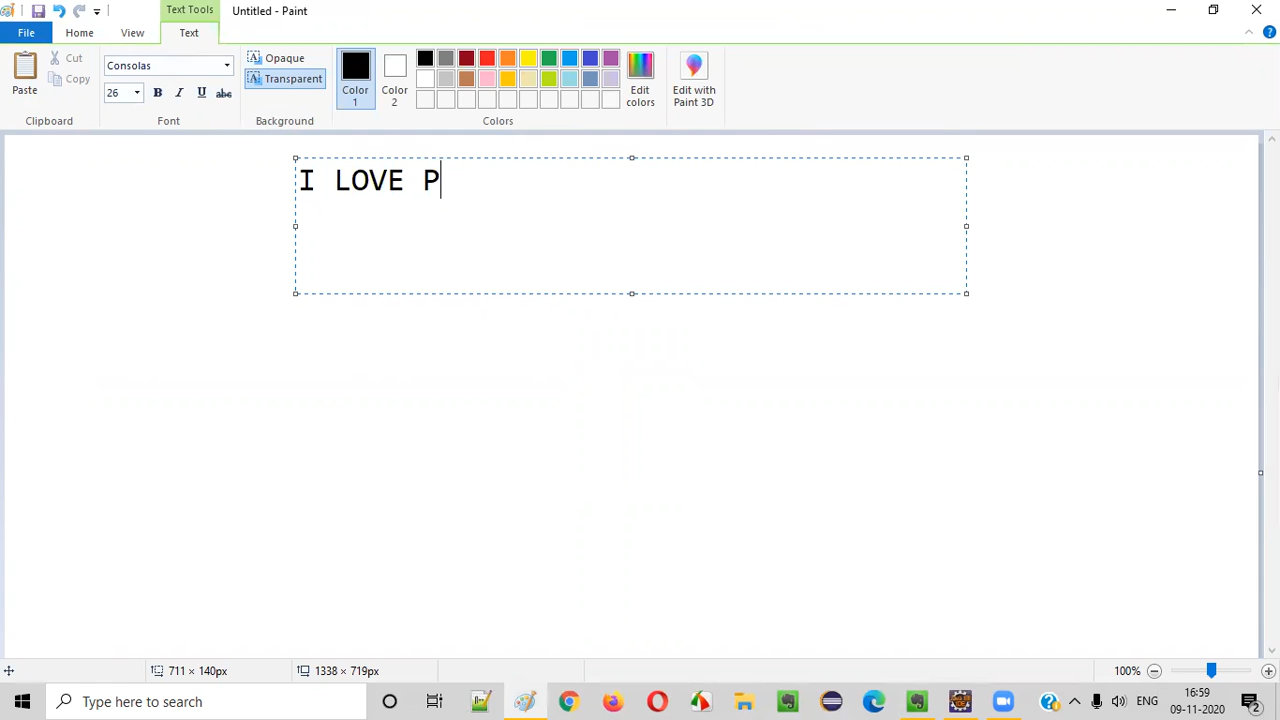 Text Tools
Untitled - Paint
File
Home
View
Text
Paste
Cut
Copy
Clipboard
Consolas
26
B
I
U
abc
Font
Opaque
Transparent
Background
Color 1
Color 2
Edit colors
Colors
Edit with Paint 3D
I LOVE P
711 × 140px
1338 × 719px
100%
Type here to search
ENG
16:59
09-11-2020
2